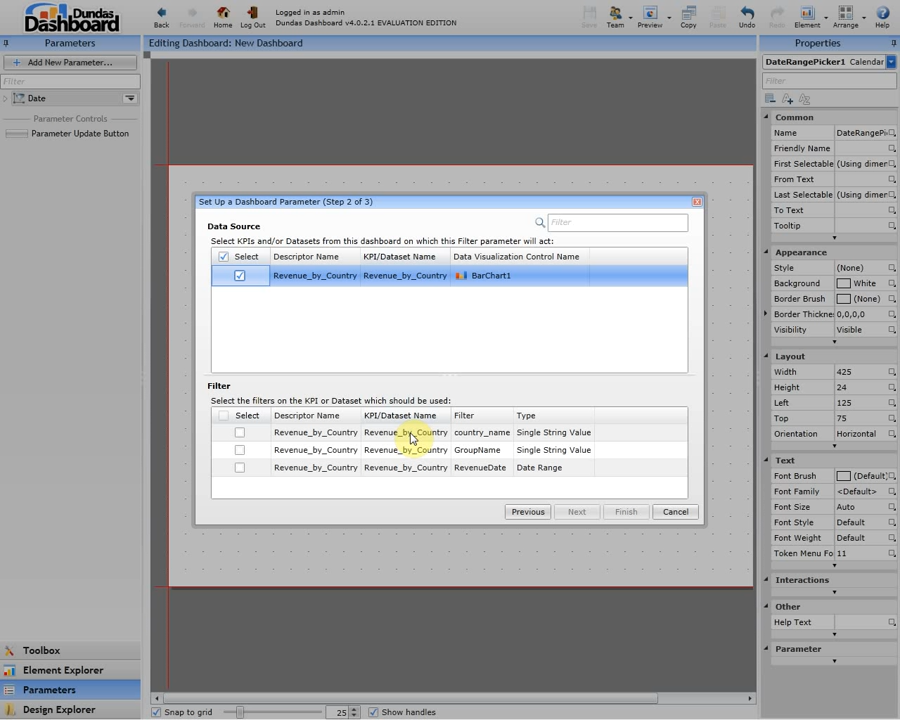 Dundas
Dashboard
Back
Forward
Home
Log Out
Logged in as admin
Dundas Dashboard v4.0.2.1 EVALUATION EDITION
Save
Team
Preview
Copy
Paste
Undo
Redo
Element
Arrange
Help
Parameters
Editing Dashboard: New Dashboard
Properties
+ Add New Parameter...
Filter
Date
Parameter Controls
Parameter Update Button
Set Up a Dashboard Parameter (Step 2 of 3)
Data Source
Filter
Select KPIs and/or Datasets from this dashboard on which this Filter parameter will act:
Select Descriptor Name KPI/Dataset Name Data Visualization Control Name
Revenue_by_Country Revenue_by_Country BarChart1
Filter
Select the filters on the KPI or Dataset which should be used:
Select Descriptor Name KPI/Dataset Name Filter Type
Revenue_by_Country Revenue_by_Country country_name Single String Value
Revenue_by_Country Revenue_by_Country GroupName Single String Value
Revenue_by_Country Revenue_by_Country RevenueDate Date Range
Previous Next Finish Cancel
DateRangePicker1 Calendar
Filter
Common
Name DateRangePi
Friendly Name
First Selectable (Using dimer
From Text
Last Selectable (Using dimer
To Text
Tooltip
Appearance
Style (None)
Background White
Border Brush (None)
Border Thickne 0,0,0,0
Visibility Visible
Layout
Width 425
Height 24
Left 125
Top 75
Orientation Horizontal
Text
Font Brush (Default)
Font Family <Default>
Font Size Auto
Font Style Default
Font Weight Default
Token Menu Fo 11
Interactions
Other
Help Text
Parameter
Toolbox
Element Explorer
Parameters
Design Explorer
Snap to grid 25 Show handles